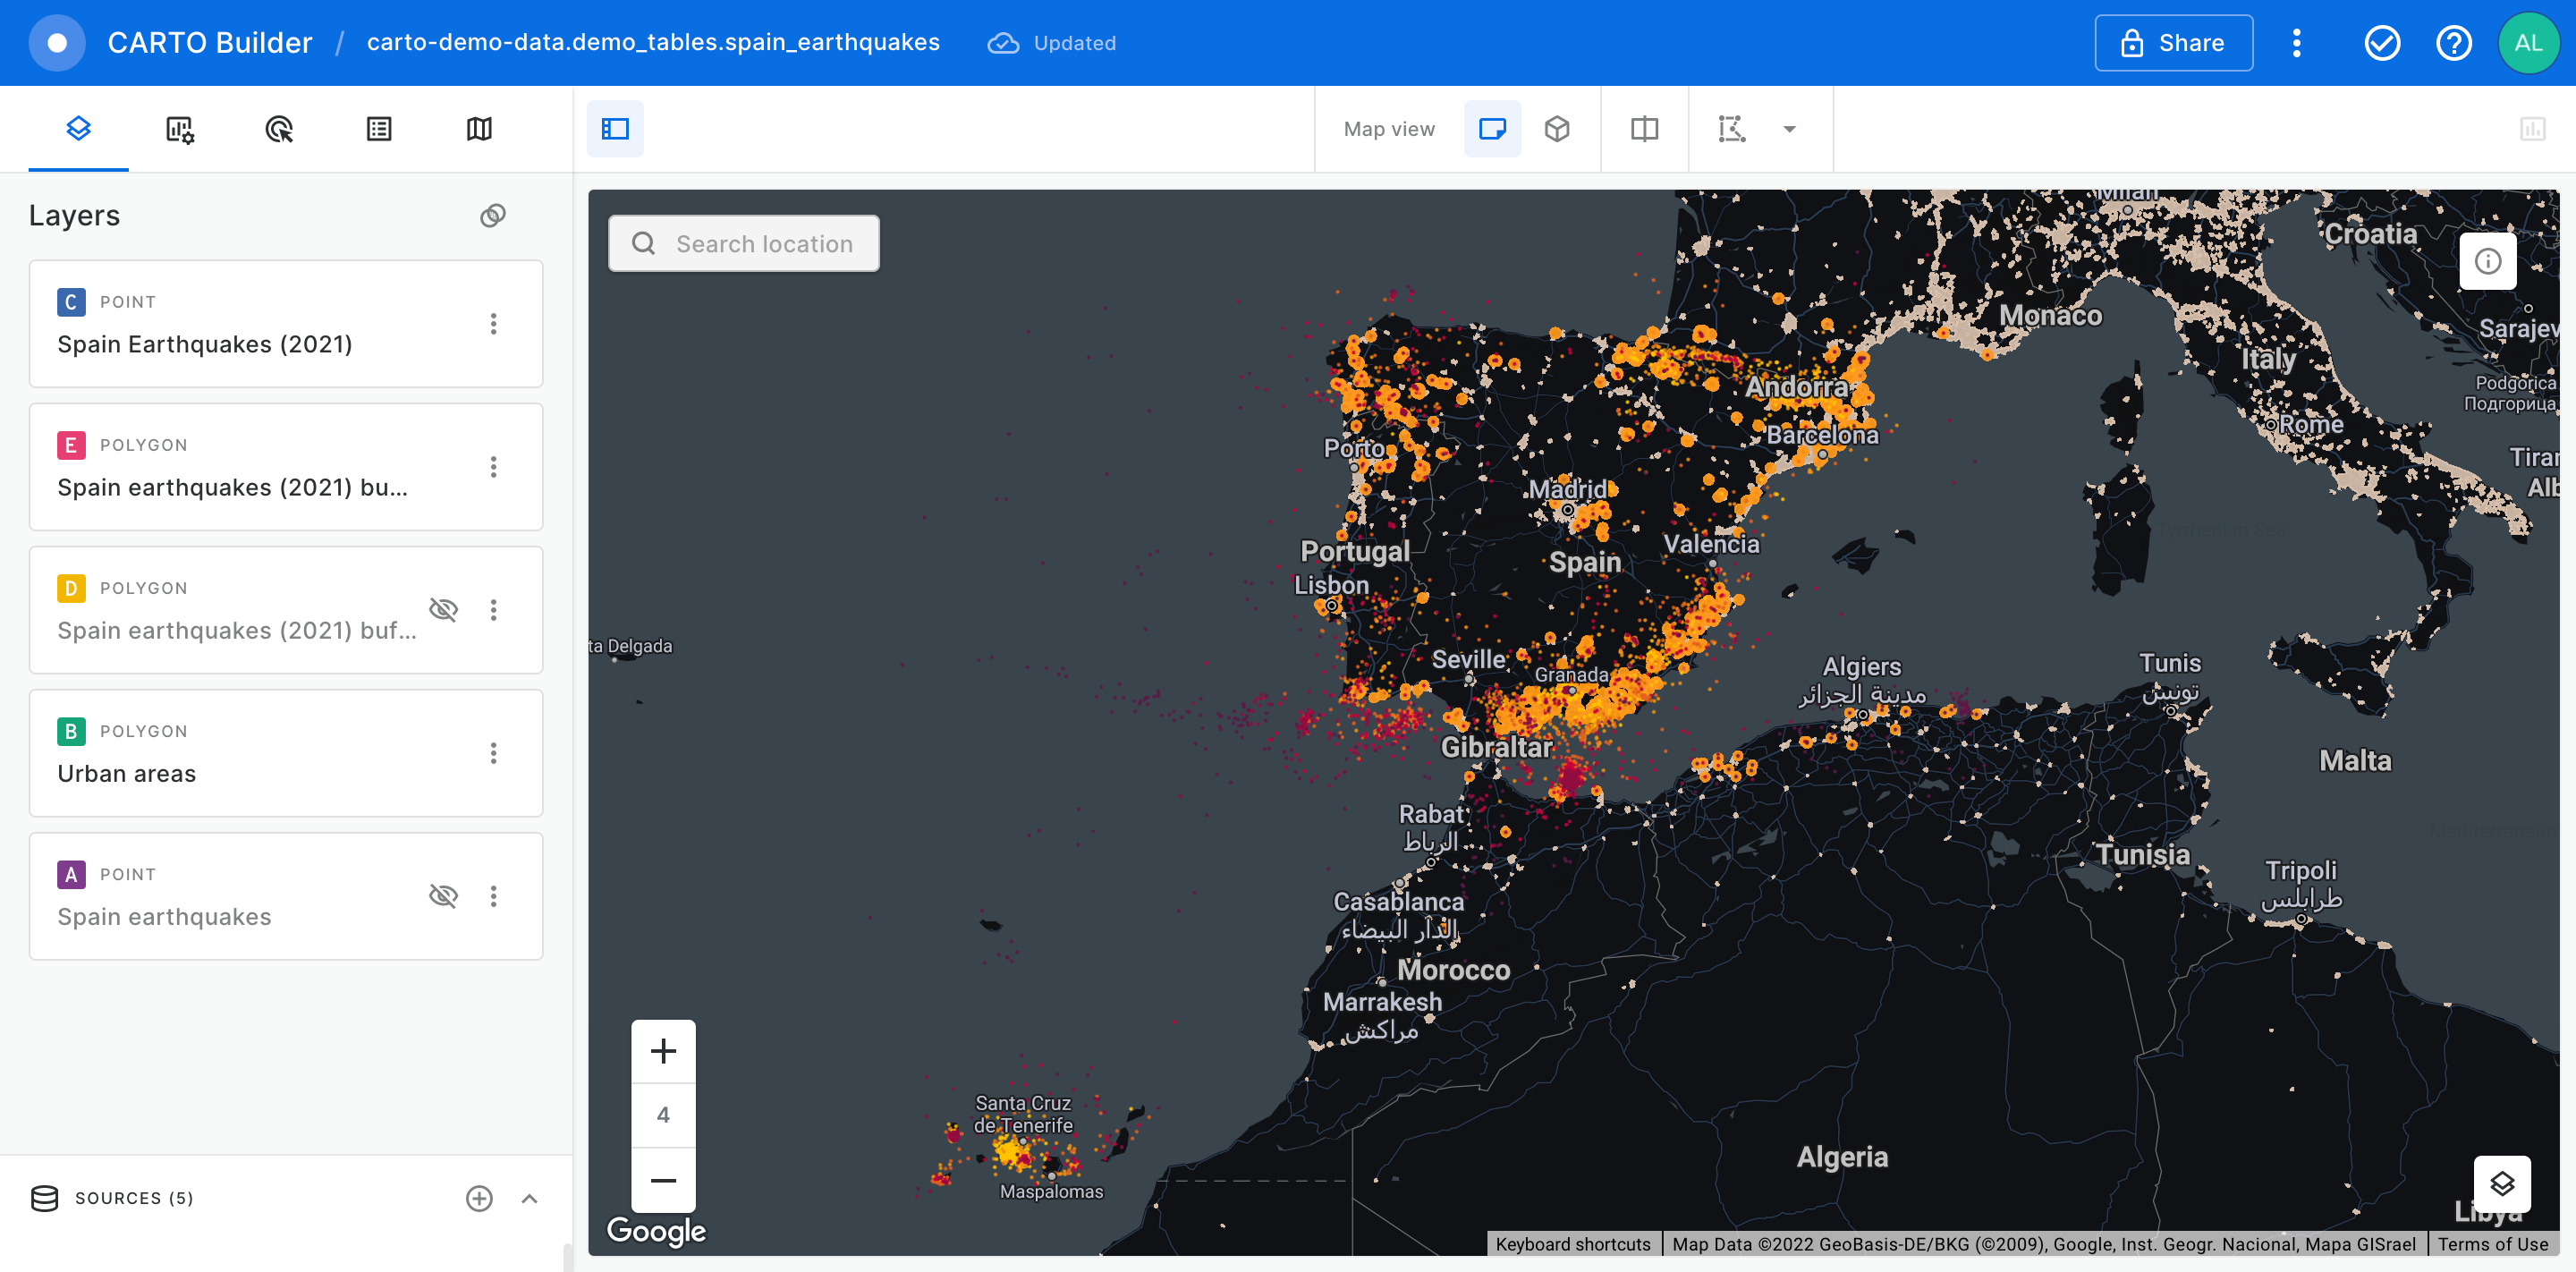 CARTO Builder / carto-demo-data.demo_tables.spain_earthquakes Updated Share AL
Map view
Layers
C POINT
Spain Earthquakes (2021)
E POLYGON
Spain earthquakes (2021) bu...
D POLYGON
Spain earthquakes (2021) buf...
B POLYGON
Urban areas
A POINT
Spain earthquakes
SOURCES (5)
Search location
Milan
Croatia
Monaco
Sarajev
Italy
Andorra
Podgorica
Подгорица
Rome
Barcelona
Porto
Tiran
Alb
Madrid
Valencia
Portugal
Spain
Lisbon
ta Delgada
Seville
Granada
Algiers
مدينة الجزائر
Tunis
تونس
Gibraltar
Malta
Rabat
الرباط
Tunisia
Tripoli
طرابلس
Casablanca
الدار البيضاء
Morocco
Marrakesh
مراكش
4
Santa Cruz
de Tenerife
Maspalomas
Algeria
Libya
Google
Keyboard shortcuts Map Data ©2022 GeoBasis-DE/BKG (©2009), Google, Inst. Geogr. Nacional, Mapa GISrael Terms of Use